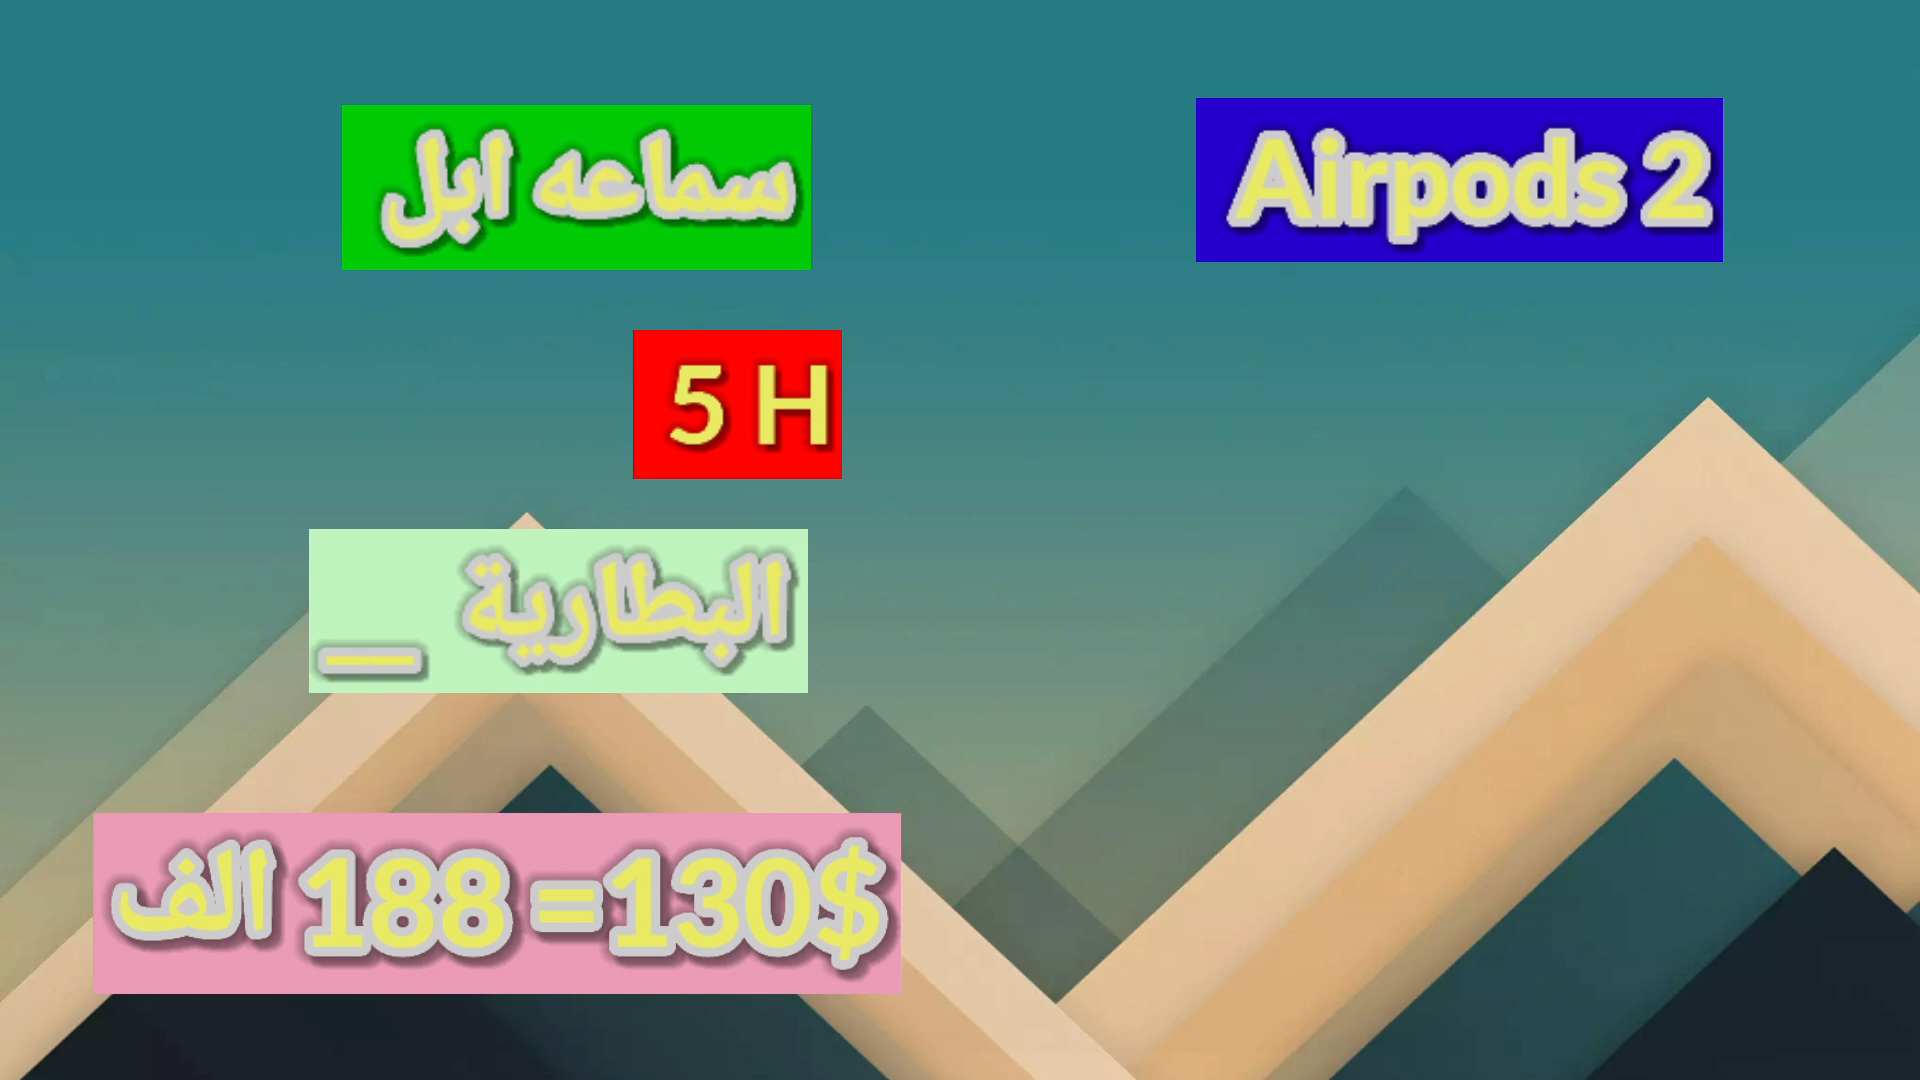 سماعه ابل
Airpods 2
5 H
البطارية _
130$= 188 الف